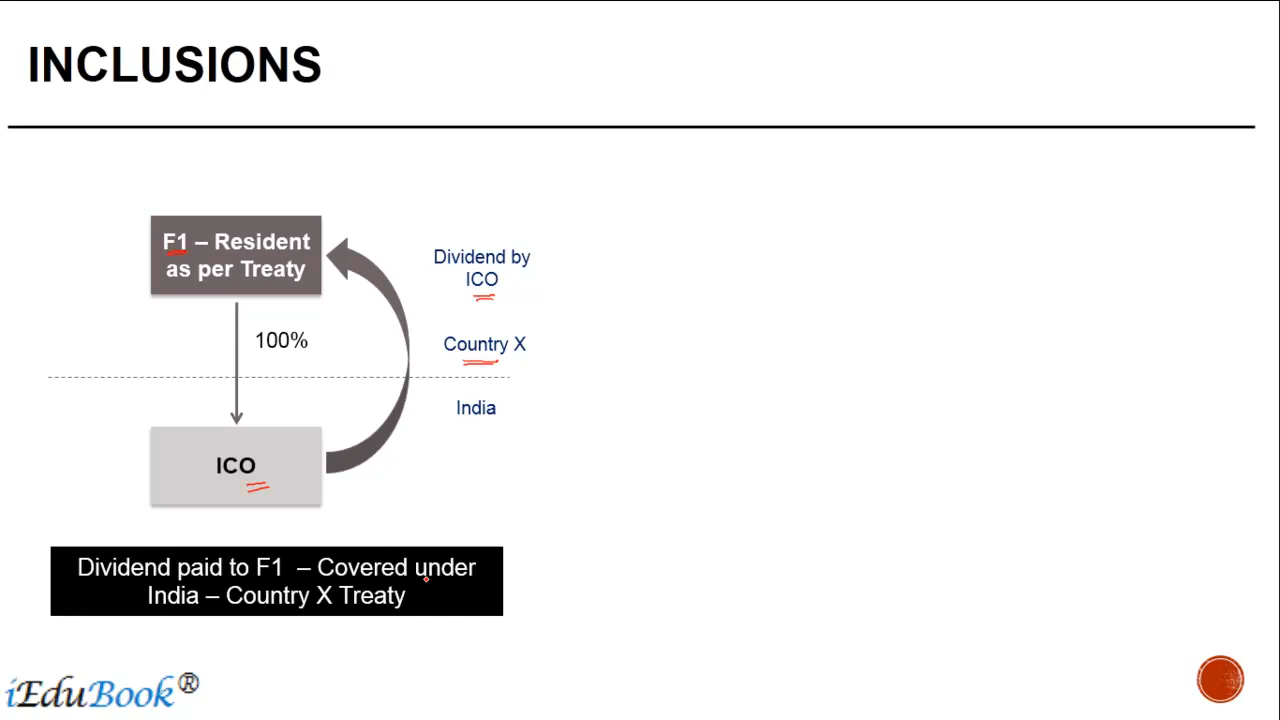 INCLUSIONS
F1 – Resident
as per Treaty
Dividend by
ICO
100%
Country X
India
ICO
Dividend paid to F1 – Covered under
India – Country X Treaty
iEduBook®